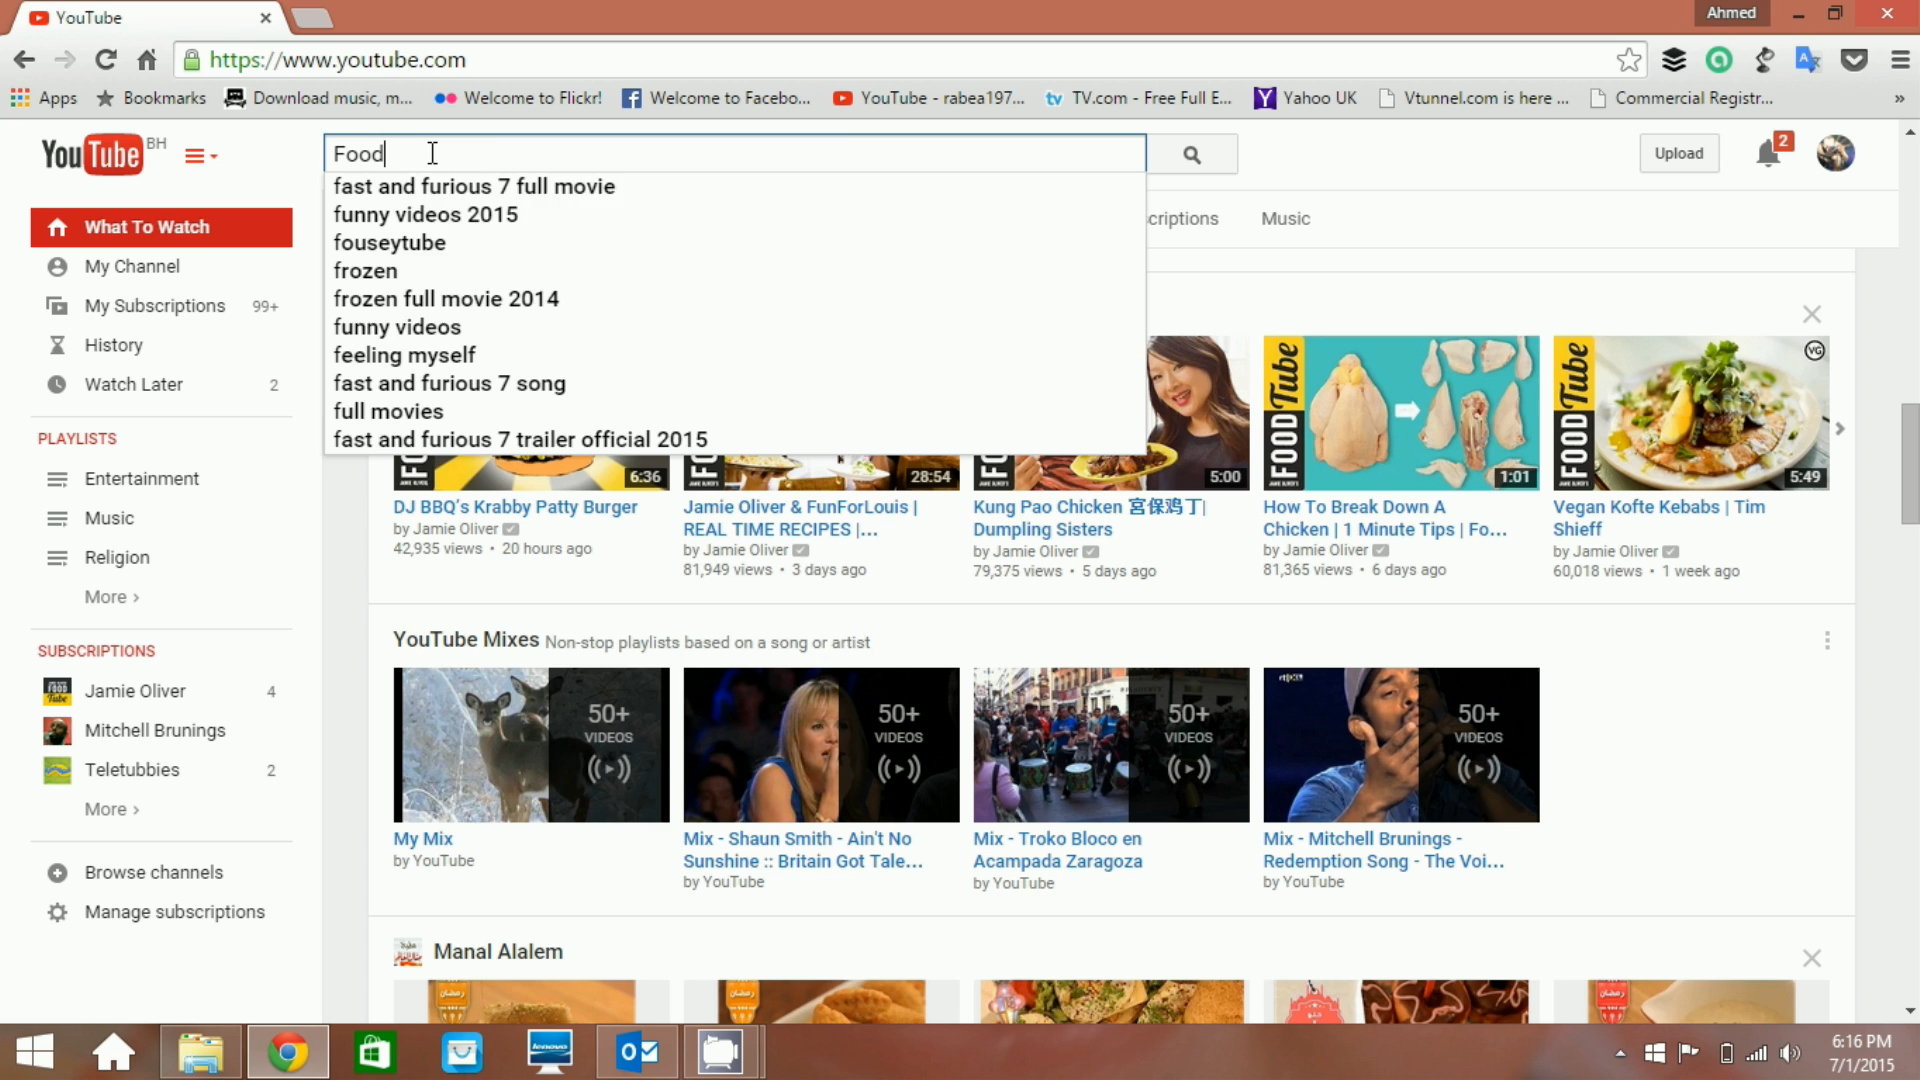 YouTube
Ahmed
https://www.youtube.com
Apps
Bookmarks
Download music, m...
Welcome to Flickr!
Welcome to Facebo...
YouTube - rabea197...
TV.com - Free Full E...
Yahoo UK
Vtunnel.com is here ...
Commercial Registr...
»
YouTube BH
Food
Upload
2
fast and furious 7 full movie
funny videos 2015
fouseytube
frozen
frozen full movie 2014
funny videos
feeling myself
fast and furious 7 song
full movies
fast and furious 7 trailer official 2015
criptions
Music
What To Watch
My Channel
My Subscriptions 99+
History
Watch Later 2
PLAYLISTS
Entertainment
Music
Religion
More >
SUBSCRIPTIONS
Jamie Oliver 4
Mitchell Brunings
Teletubbies 2
More >
Browse channels
Manage subscriptions
FOODTube
FOODTube
VG
6:36
28:54
5:00
1:01
5:49
DJ BBQ's Krabby Patty Burger
by Jamie Oliver
42,935 views • 20 hours ago
Jamie Oliver & FunForLouis |
REAL TIME RECIPES |...
by Jamie Oliver
81,949 views • 3 days ago
Kung Pao Chicken 宮保鸡丁|
Dumpling Sisters
by Jamie Oliver
79,375 views • 5 days ago
How To Break Down A
Chicken | 1 Minute Tips | Fo...
by Jamie Oliver
81,365 views • 6 days ago
Vegan Kofte Kebabs | Tim
Shieff
by Jamie Oliver
60,018 views • 1 week ago
YouTube Mixes Non-stop playlists based on a song or artist
50+
VIDEOS
50+
VIDEOS
50+
VIDEOS
50+
VIDEOS
My Mix
by YouTube
Mix - Shaun Smith - Ain't No
Sunshine :: Britain Got Tale...
by YouTube
Mix - Troko Bloco en
Acampada Zaragoza
by YouTube
Mix - Mitchell Brunings -
Redemption Song - The Voi...
by YouTube
Manal Alalem
رمضان
رمضان
رمضان
lenovo
6:16 PM
7/1/2015